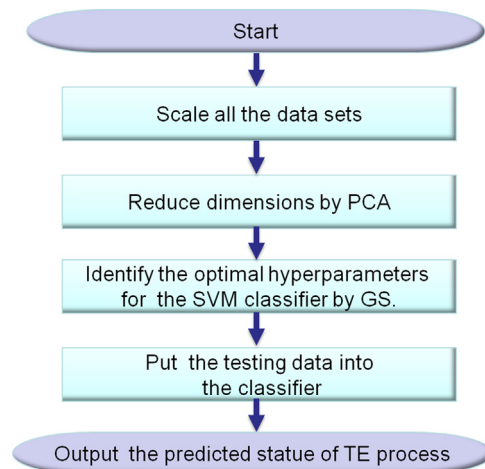 Start
Scale all the data sets
Reduce dimensions by PCA
Identify the optimal hyperparameters
for the SVM classifier by GS.
Put the testing data into
the classifier
Output the predicted statue of TE process